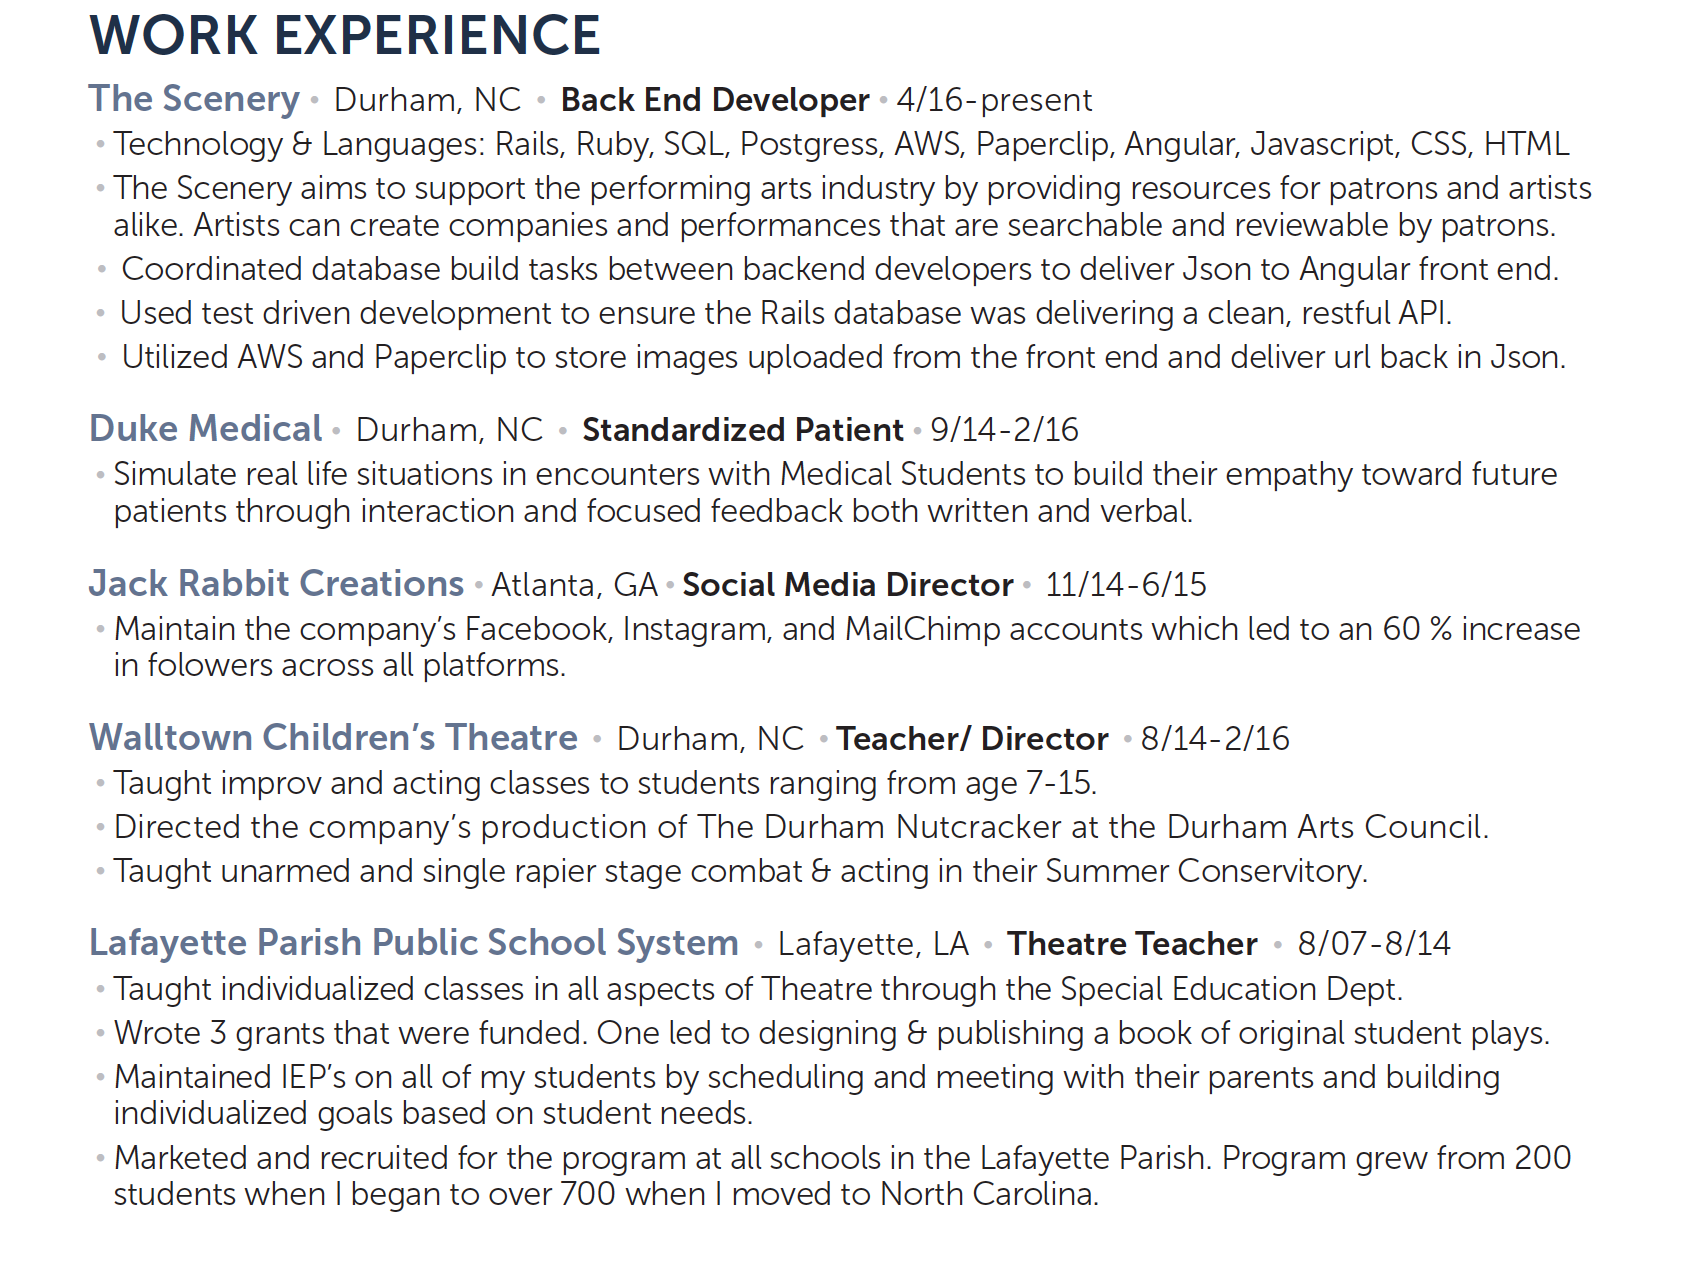 WORK EXPERIENCE
The Scenery • Durham, NC • Back End Developer • 4/16-present
• Technology & Languages: Rails, Ruby, SQL, Postgress, AWS, Paperclip, Angular, Javascript, CSS, HTML
• The Scenery aims to support the performing arts industry by providing resources for patrons and artists
alike. Artists can create companies and performances that are searchable and reviewable by patrons.
• Coordinated database build tasks between backend developers to deliver Json to Angular front end.
• Used test driven development to ensure the Rails database was delivering a clean, restful API.
• Utilized AWS and Paperclip to store images uploaded from the front end and deliver url back in Json.
Duke Medical • Durham, NC • Standardized Patient • 9/14-2/16
• Simulate real life situations in encounters with Medical Students to build their empathy toward future
patients through interaction and focused feedback both written and verbal.
Jack Rabbit Creations • Atlanta, GA • Social Media Director • 11/14-6/15
• Maintain the company’s Facebook, Instagram, and MailChimp accounts which led to an 60 % increase
in folowers across all platforms.
Walltown Children’s Theatre • Durham, NC • Teacher/ Director • 8/14-2/16
• Taught improv and acting classes to students ranging from age 7-15.
• Directed the company’s production of The Durham Nutcracker at the Durham Arts Council.
• Taught unarmed and single rapier stage combat & acting in their Summer Conservitory.
Lafayette Parish Public School System • Lafayette, LA • Theatre Teacher • 8/07-8/14
• Taught individualized classes in all aspects of Theatre through the Special Education Dept.
• Wrote 3 grants that were funded. One led to designing & publishing a book of original student plays.
• Maintained IEP’s on all of my students by scheduling and meeting with their parents and building
individualized goals based on student needs.
• Marketed and recruited for the program at all schools in the Lafayette Parish. Program grew from 200
students when I began to over 700 when I moved to North Carolina.